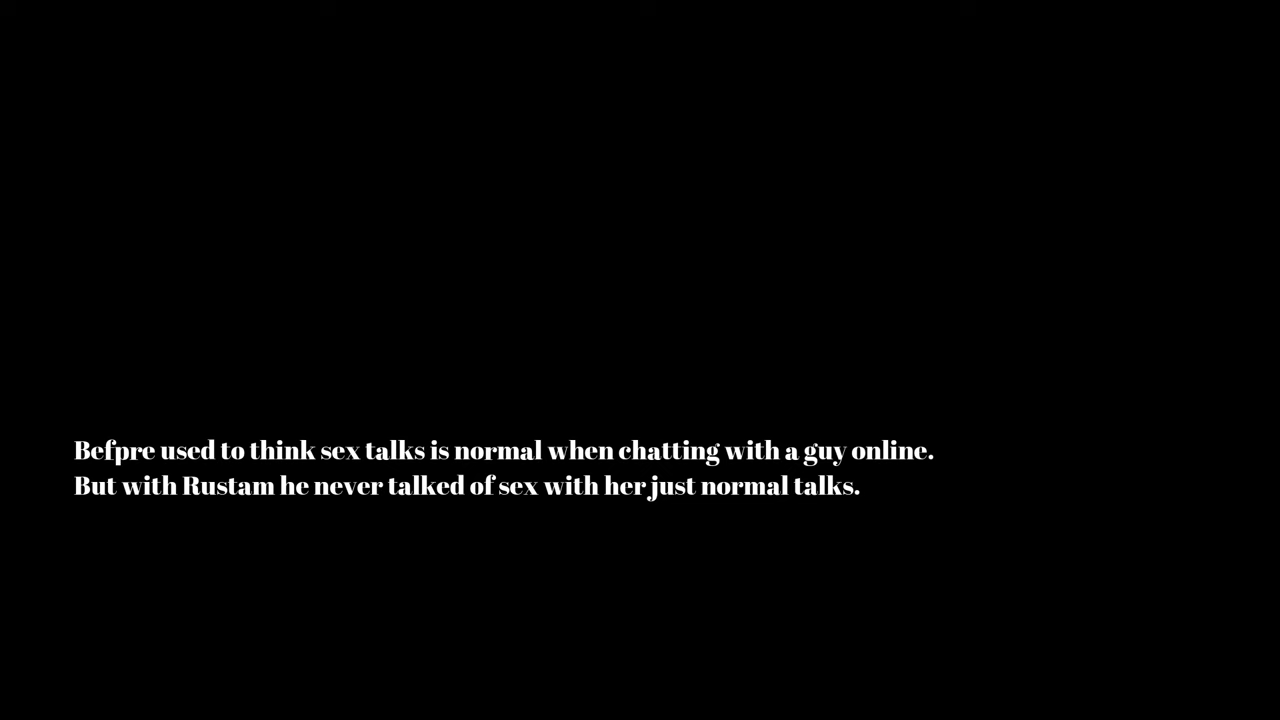 Befpre used to think sex talks is normal when chatting with a guy online.
But with Rustam he never talked of sex with her just normal talks.